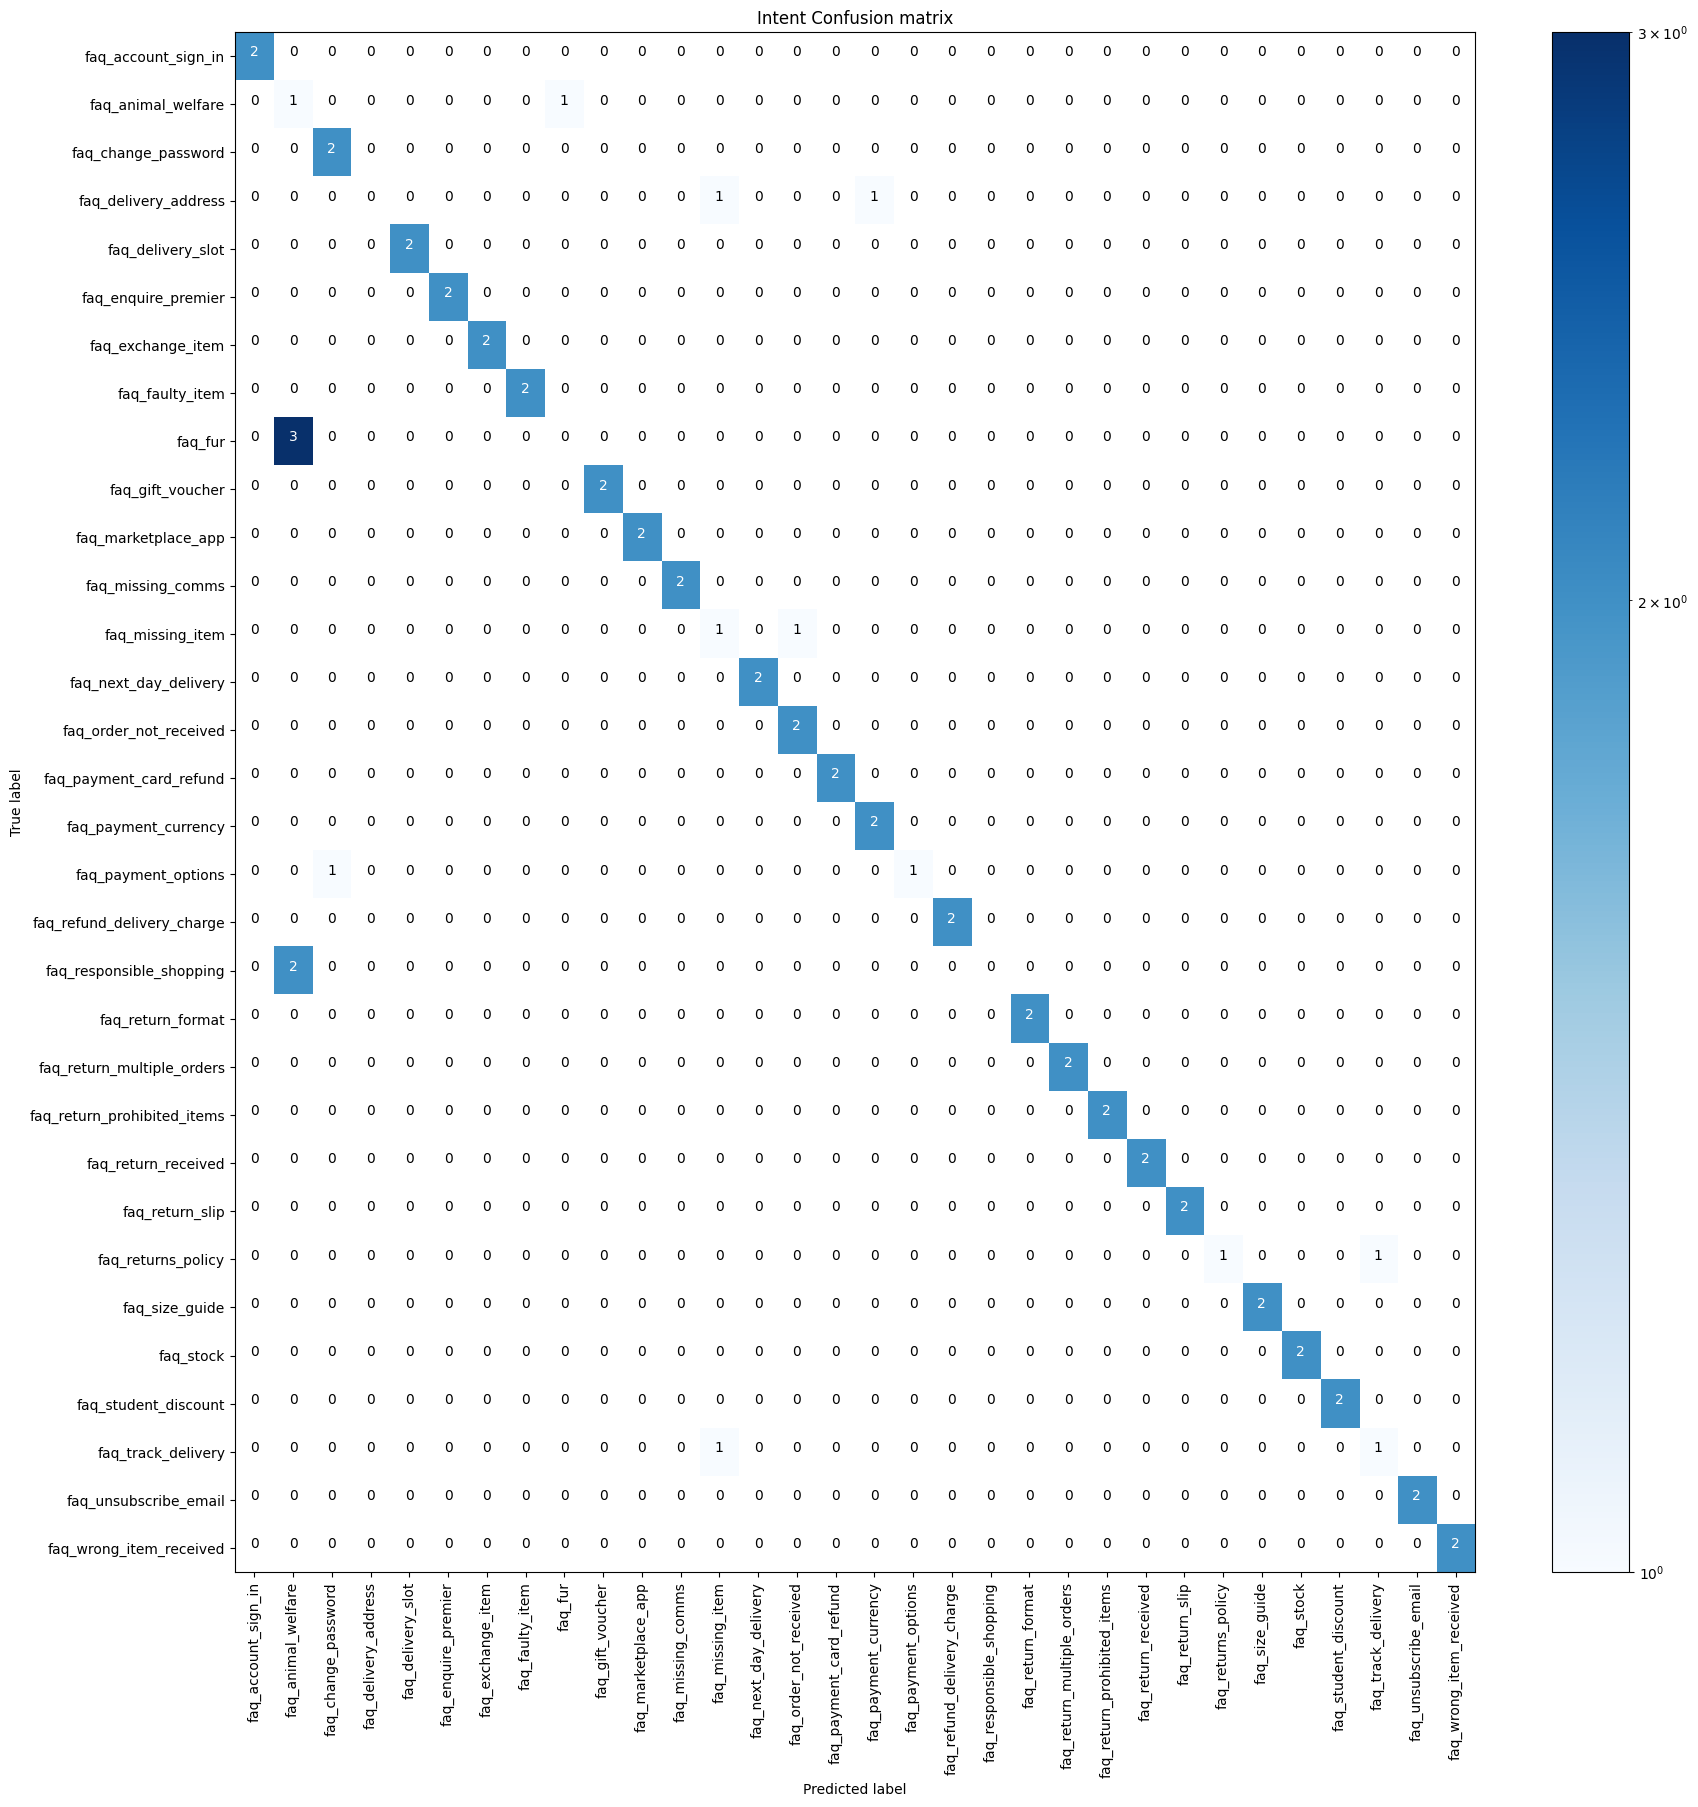 Intent Confusion matrix
faq_account_sign_in 2 0 0 0 0 0 0 0 0 0 0 0 0 0 0 0 0 0 0 0 0 0 0 0 0 0 0 0 0 0 0 0
faq_animal_welfare 0 1 0 0 0 0 0 0 1 0 0 0 0 0 0 0 0 0 0 0 0 0 0 0 0 0 0 0 0 0 0 0
faq_change_password 0 0 2 0 0 0 0 0 0 0 0 0 0 0 0 0 0 0 0 0 0 0 0 0 0 0 0 0 0 0 0 0
faq_delivery_address 0 0 0 0 0 0 0 0 0 0 0 0 1 0 0 0 1 0 0 0 0 0 0 0 0 0 0 0 0 0 0 0
faq_delivery_slot 0 0 0 0 2 0 0 0 0 0 0 0 0 0 0 0 0 0 0 0 0 0 0 0 0 0 0 0 0 0 0 0
faq_enquire_premier 0 0 0 0 0 2 0 0 0 0 0 0 0 0 0 0 0 0 0 0 0 0 0 0 0 0 0 0 0 0 0 0
faq_exchange_item 0 0 0 0 0 0 2 0 0 0 0 0 0 0 0 0 0 0 0 0 0 0 0 0 0 0 0 0 0 0 0 0
faq_faulty_item 0 0 0 0 0 0 0 2 0 0 0 0 0 0 0 0 0 0 0 0 0 0 0 0 0 0 0 0 0 0 0 0
faq_fur 0 3 0 0 0 0 0 0 0 0 0 0 0 0 0 0 0 0 0 0 0 0 0 0 0 0 0 0 0 0 0 0
faq_gift_voucher 0 0 0 0 0 0 0 0 0 2 0 0 0 0 0 0 0 0 0 0 0 0 0 0 0 0 0 0 0 0 0 0
faq_marketplace_app 0 0 0 0 0 0 0 0 0 0 2 0 0 0 0 0 0 0 0 0 0 0 0 0 0 0 0 0 0 0 0 0
faq_missing_comms 0 0 0 0 0 0 0 0 0 0 0 2 0 0 0 0 0 0 0 0 0 0 0 0 0 0 0 0 0 0 0 0
faq_missing_item 0 0 0 0 0 0 0 0 0 0 0 0 1 0 1 0 0 0 0 0 0 0 0 0 0 0 0 0 0 0 0 0
faq_next_day_delivery 0 0 0 0 0 0 0 0 0 0 0 0 0 2 0 0 0 0 0 0 0 0 0 0 0 0 0 0 0 0 0 0
faq_order_not_received 0 0 0 0 0 0 0 0 0 0 0 0 0 0 2 0 0 0 0 0 0 0 0 0 0 0 0 0 0 0 0 0
faq_payment_card_refund 0 0 0 0 0 0 0 0 0 0 0 0 0 0 0 2 0 0 0 0 0 0 0 0 0 0 0 0 0 0 0 0
faq_payment_currency 0 0 0 0 0 0 0 0 0 0 0 0 0 0 0 0 2 0 0 0 0 0 0 0 0 0 0 0 0 0 0 0
faq_payment_options 0 0 1 0 0 0 0 0 0 0 0 0 0 0 0 0 0 1 0 0 0 0 0 0 0 0 0 0 0 0 0 0
faq_refund_delivery_charge 0 0 0 0 0 0 0 0 0 0 0 0 0 0 0 0 0 0 2 0 0 0 0 0 0 0 0 0 0 0 0 0
faq_responsible_shopping 0 2 0 0 0 0 0 0 0 0 0 0 0 0 0 0 0 0 0 0 0 0 0 0 0 0 0 0 0 0 0 0
faq_return_format 0 0 0 0 0 0 0 0 0 0 0 0 0 0 0 0 0 0 0 0 2 0 0 0 0 0 0 0 0 0 0 0
faq_return_multiple_orders 0 0 0 0 0 0 0 0 0 0 0 0 0 0 0 0 0 0 0 0 0 2 0 0 0 0 0 0 0 0 0 0
faq_return_prohibited_items 0 0 0 0 0 0 0 0 0 0 0 0 0 0 0 0 0 0 0 0 0 0 2 0 0 0 0 0 0 0 0 0
faq_return_received 0 0 0 0 0 0 0 0 0 0 0 0 0 0 0 0 0 0 0 0 0 0 0 2 0 0 0 0 0 0 0 0
faq_return_slip 0 0 0 0 0 0 0 0 0 0 0 0 0 0 0 0 0 0 0 0 0 0 0 0 2 0 0 0 0 0 0 0
faq_returns_policy 0 0 0 0 0 0 0 0 0 0 0 0 0 0 0 0 0 0 0 0 0 0 0 0 0 1 0 0 0 1 0 0
faq_size_guide 0 0 0 0 0 0 0 0 0 0 0 0 0 0 0 0 0 0 0 0 0 0 0 0 0 0 2 0 0 0 0 0
faq_stock 0 0 0 0 0 0 0 0 0 0 0 0 0 0 0 0 0 0 0 0 0 0 0 0 0 0 0 2 0 0 0 0
faq_student_discount 0 0 0 0 0 0 0 0 0 0 0 0 0 0 0 0 0 0 0 0 0 0 0 0 0 0 0 0 2 0 0 0
faq_track_delivery 0 0 0 0 0 0 0 0 0 0 0 0 1 0 0 0 0 0 0 0 0 0 0 0 0 0 0 0 0 1 0 0
faq_unsubscribe_email 0 0 0 0 0 0 0 0 0 0 0 0 0 0 0 0 0 0 0 0 0 0 0 0 0 0 0 0 0 0 2 0
faq_wrong_item_received 0 0 0 0 0 0 0 0 0 0 0 0 0 0 0 0 0 0 0 0 0 0 0 0 0 0 0 0 0 0 0 2
True label
faq_account_sign_in
faq_animal_welfare
faq_change_password
faq_delivery_address
faq_delivery_slot
faq_enquire_premier
faq_exchange_item
faq_faulty_item
faq_fur
faq_gift_voucher
faq_marketplace_app
faq_missing_comms
faq_missing_item
faq_next_day_delivery
faq_order_not_received
faq_payment_card_refund
faq_payment_currency
faq_payment_options
faq_refund_delivery_charge
faq_responsible_shopping
faq_return_format
faq_return_multiple_orders
faq_return_prohibited_items
faq_return_received
faq_return_slip
faq_returns_policy
faq_size_guide
faq_stock
faq_student_discount
faq_track_delivery
faq_unsubscribe_email
faq_wrong_item_received
Predicted label
3 × 10⁰
2 × 10⁰
10⁰